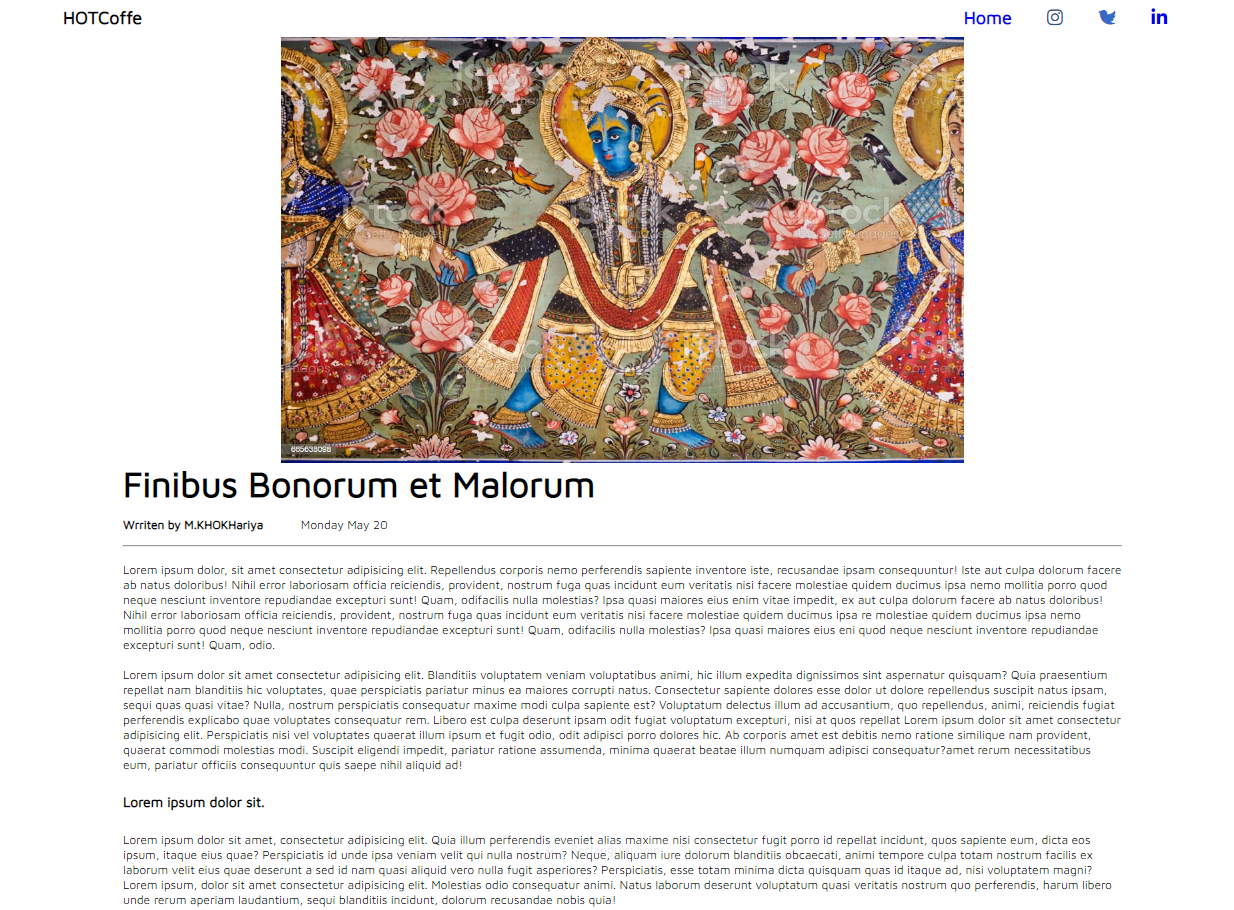 HOTCoffe
Home
iStock
by Getty Images
665638098
Finibus Bonorum et Malorum
Wrriten by M.KHOKHariya Monday May 20
Lorem ipsum dolor, sit amet consectetur adipisicing elit. Repellendus corporis nemo perferendis sapiente inventore iste, recusandae ipsam consequuntur! Iste aut culpa dolorum facere
ab natus doloribus! Nihil error laboriosam officia reiciendis, provident, nostrum fuga quas incidunt eum veritatis nisi facere molestiae quidem ducimus ipsa nemo mollitia porro quod
neque nesciunt inventore repudiandae excepturi sunt! Quam, odifacilis nulla molestias? Ipsa quasi maiores eius enim vitae impedit, ex aut culpa dolorum facere ab natus doloribus!
Nihil error laboriosam officia reiciendis, provident, nostrum fuga quas incidunt eum veritatis nisi facere molestiae quidem ducimus ipsa re molestiae quidem ducimus ipsa nemo
mollitia porro quod neque nesciunt inventore repudiandae excepturi sunt! Quam, odifacilis nulla molestias? Ipsa quasi maiores eius eni quod neque nesciunt inventore repudiandae
excepturi sunt! Quam, odio.
Lorem ipsum dolor sit amet consectetur adipisicing elit. Blanditiis voluptatem veniam voluptatibus animi, hic illum expedita dignissimos sint aspernatur quisquam? Quia praesentium
repellat nam blanditiis hic voluptates, quae perspiciatis pariatur minus ea maiores corrupti natus. Consectetur sapiente dolores esse dolor ut dolore repellendus suscipit natus ipsam,
sequi quas quasi vitae? Nulla, nostrum perspiciatis consequatur maxime modi culpa sapiente est? Voluptatum delectus illum ad accusantium, quo repellendus, animi, reiciendis fugiat
perferendis explicabo quae voluptates consequatur rem. Libero est culpa deserunt ipsam odit fugiat voluptatum excepturi, nisi at quos repellat Lorem ipsum dolor sit amet consectetur
adipisicing elit. Perspiciatis nisi vel voluptates quaerat illum ipsum et fugit odio, odit adipisci porro dolores hic. Ab corporis amet est debitis nemo ratione similique nam provident,
quaerat commodi molestias modi. Suscipit eligendi impedit, pariatur ratione assumenda, minima quaerat beatae illum numquam adipisci consequatur?amet rerum necessitatibus
eum, pariatur officiis consequuntur quis saepe nihil aliquid ad!
Lorem ipsum dolor sit.
Lorem ipsum dolor sit amet, consectetur adipisicing elit. Quia illum perferendis eveniet alias maxime nisi consectetur fugit porro id repellat incidunt, quos sapiente eum, dicta eos
ipsum, itaque eius quae? Perspiciatis id unde ipsa veniam velit qui nulla nostrum? Neque, aliquam iure dolorum blanditiis obcaecati, animi tempore culpa totam nostrum facilis ex
laborum velit eius quae deserunt a sed id nam quasi aliquid vero nulla fugit asperiores? Perspiciatis, esse totam minima dicta quisquam quas id itaque ad, nisi voluptatem magni?
Lorem ipsum, dolor sit amet consectetur adipisicing elit. Molestias odio consequatur animi. Natus laborum deserunt voluptatum quasi veritatis nostrum quo perferendis, harum libero
unde rerum aperiam laudantium, sequi blanditiis incidunt, dolorum recusandae nobis quia!